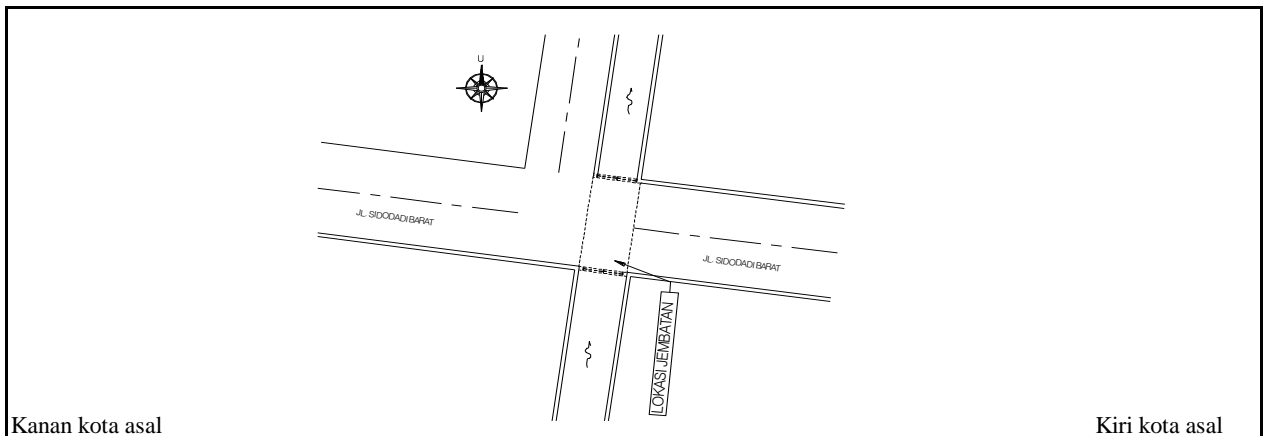 U
JL. SIDODADI BARAT
JL. SIDODADI BARAT
LOKASI JEMBATAN
Kanan kota asal
Kiri kota asal